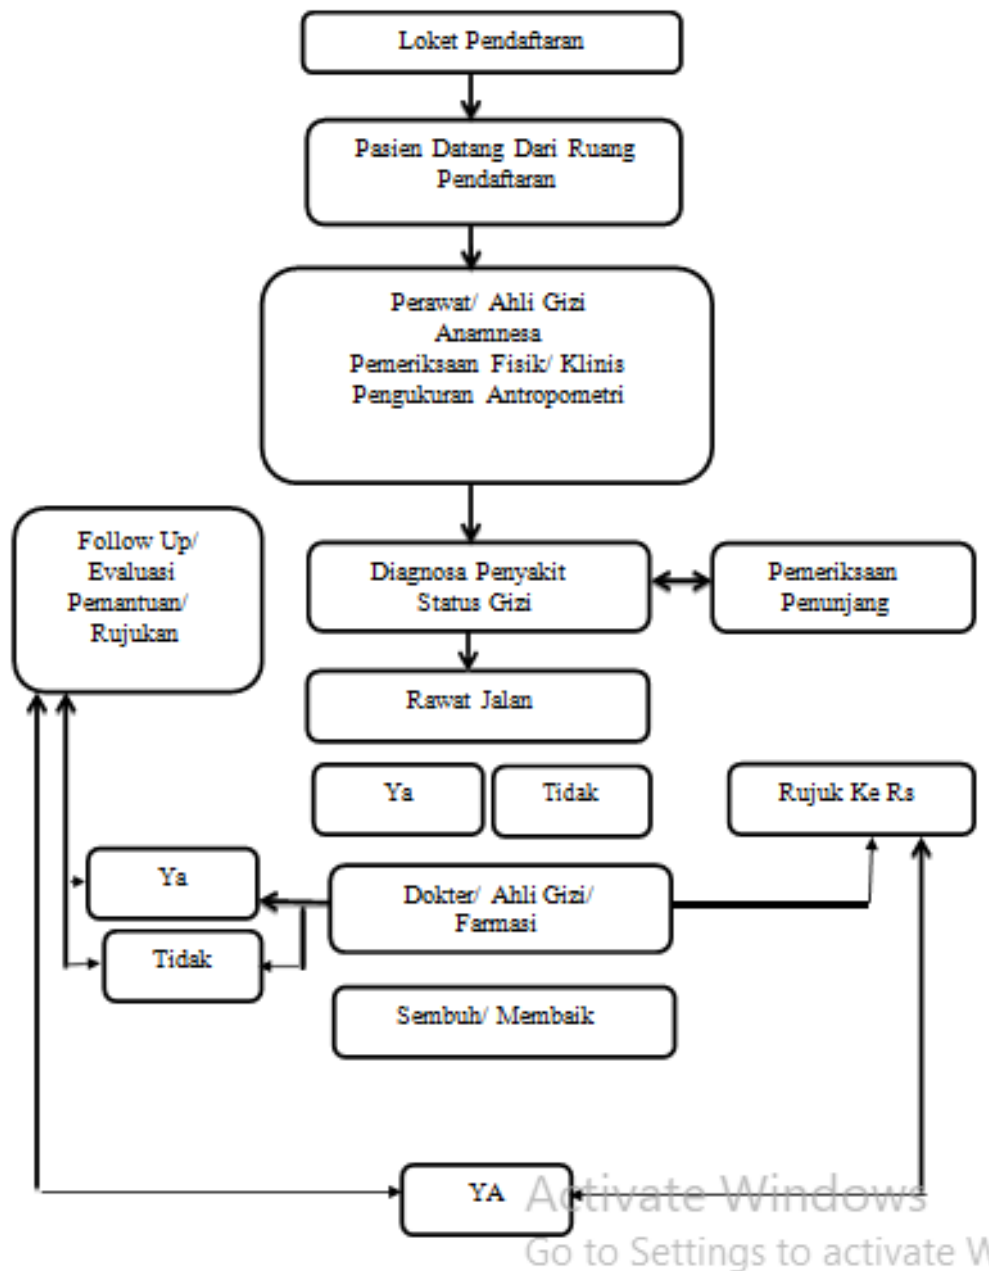 Loket Pendaftaran
Pasien Datang Dari Ruang
Pendaftaran
Perawat/ Ahli Gizi
Anamnesa
Pemeriksaan Fisik/ Klinis
Pengukuran Antropometri
Follow Up/
Evaluasi
Pemantuan/
Rujukan
Diagnosa Penyakit
Status Gizi
Pemeriksaan
Penunjang
Rawat Jalan
Ya
Tidak
Rujuk Ke Rs
Ya
Tidak
Dokter/ Ahli Gizi/
Farmasi
Sembuh/ Membaik
YA
Activate Windows
Go to Settings to activate W